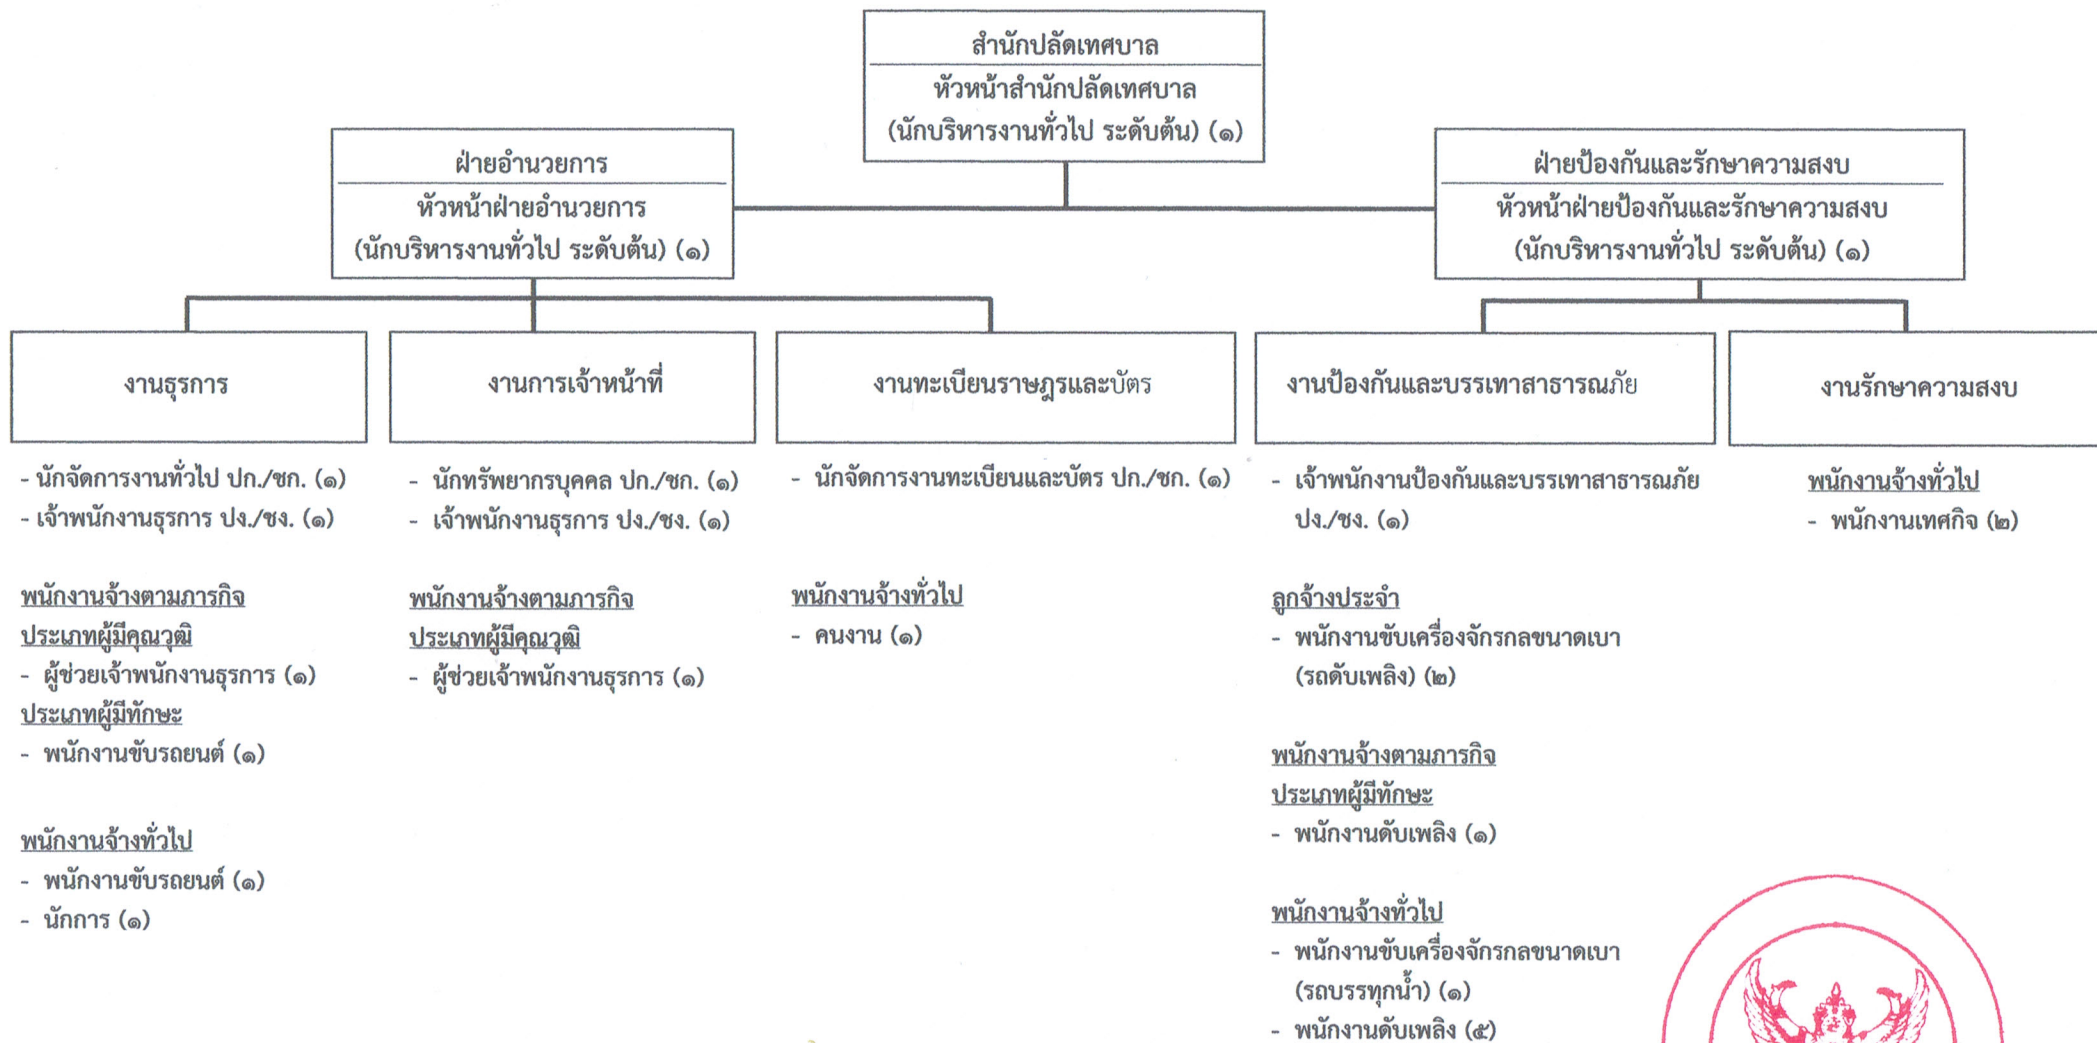 สำนักปลัดเทศบาล
หัวหน้าสำนักปลัดเทศบาล
(นักบริหารงานทั่วไป ระดับต้น) (๑)
ฝ่ายอำนวยการ
หัวหน้าฝ่ายอำนวยการ
(นักบริหารงานทั่วไป ระดับต้น) (๑)
ฝ่ายป้องกันและรักษาความสงบ
หัวหน้าฝ่ายป้องกันและรักษาความสงบ
(นักบริหารงานทั่วไป ระดับต้น) (๑)
งานธุรการ
- นักจัดการงานทั่วไป ปก./ชก. (๑)
- เจ้าพนักงานธุรการ ปง./ชง. (๑)
พนักงานจ้างตามภารกิจ
ประเภทผู้มีคุณวุฒิ
- ผู้ช่วยเจ้าพนักงานธุรการ (๑)
ประเภทผู้มีทักษะ
- พนักงานขับรถยนต์ (๑)
พนักงานจ้างทั่วไป
- พนักงานขับรถยนต์ (๑)
- นักการ (๑)
งานการเจ้าหน้าที่
- นักทรัพยากรบุคคล ปก./ชก. (๑)
- เจ้าพนักงานธุรการ ปง./ชง. (๑)
พนักงานจ้างตามภารกิจ
ประเภทผู้มีคุณวุฒิ
- ผู้ช่วยเจ้าพนักงานธุรการ (๑)
งานทะเบียนราษฎรและบัตร
- นักจัดการงานทะเบียนและบัตร ปก./ชก. (๑)
พนักงานจ้างทั่วไป
- คนงาน (๑)
งานป้องกันและบรรเทาสาธารณภัย
- เจ้าพนักงานป้องกันและบรรเทาสาธารณภัย
ปง./ชง. (๑)
ลูกจ้างประจำ
- พนักงานขับเครื่องจักรกลขนาดเบา
(รถดับเพลิง) (๒)
พนักงานจ้างตามภารกิจ
ประเภทผู้มีทักษะ
- พนักงานดับเพลิง (๑)
พนักงานจ้างทั่วไป
- พนักงานขับเครื่องจักรกลขนาดเบา
(รถบรรทุกน้ำ) (๑)
- พนักงานดับเพลิง (๕)
งานรักษาความสงบ
พนักงานจ้างทั่วไป
- พนักงานเทศกิจ (๒)